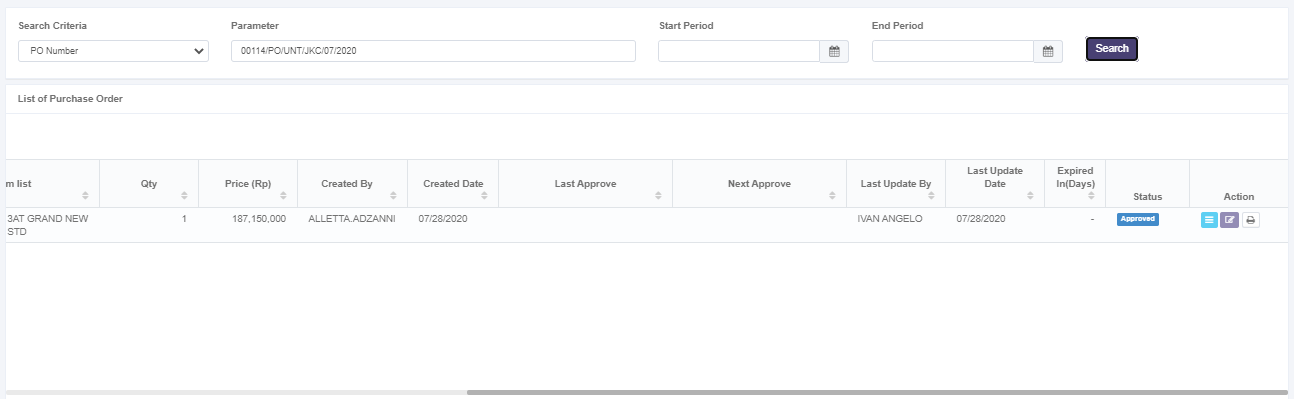 Search Criteria
Parameter
Start Period
End Period
PO Number
00114/PO/UNT/JKC/07/2020
Search
List of Purchase Order
m list
Qty
Price (Rp)
Created By
Created Date
Last Approve
Next Approve
Last Update By
Last Update
Date
Expired
In(Days)
Status
Action
3AT GRAND NEW
STD
1
187,150,000
ALLETTA.ADZANNI
07/28/2020
IVAN ANGELO
07/28/2020
-
Approved